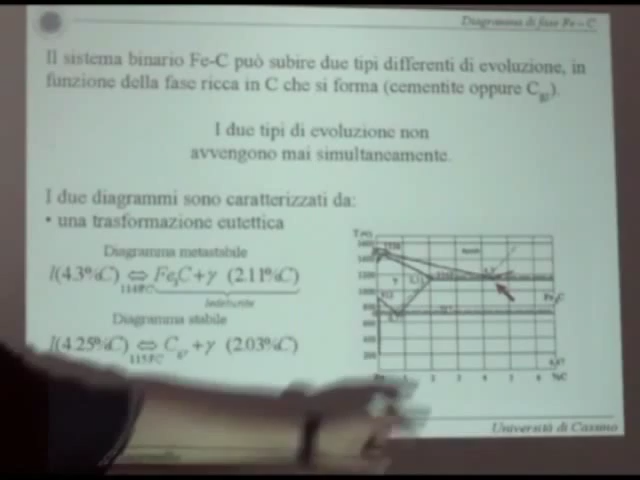 Diagramma di fase Fe - C
Il sistema binario Fe-C può subire due tipi differenti di evoluzione, in
funzione della fase ricca in C che si forma (cementite oppure Cgr).
I due tipi di evoluzione non
avvengono mai simultaneamente.
I due diagrammi sono caratterizzati da:
• una trasformazione eutettica
Diagramma metastabile
l(4.3%C) ⇔ Fe3C+γ (2.11%C)
1148°C
ledeburite
Diagramma stabile
l(4.25%C) ⇔ Cgr+γ (2.03%C)
%C
Università di Cassino